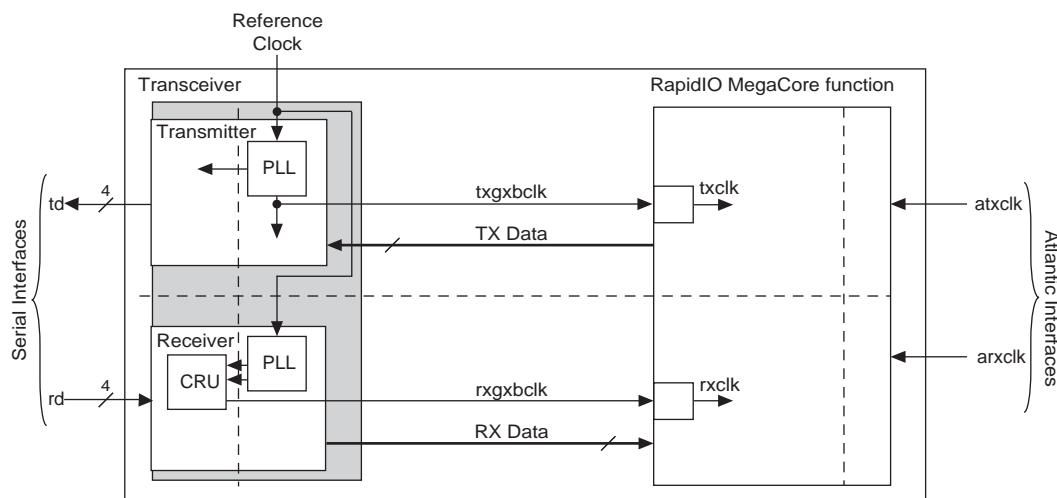 Reference
Clock
Transceiver
RapidIO MegaCore function
Transmitter
PLL
Serial Interfaces
td
4
txgxbclk
txclk
atxclk
TX Data
Atlantic Interfaces
Receiver
PLL
CRU
arxclk
rd
4
rxgxbclk
rxclk
RX Data